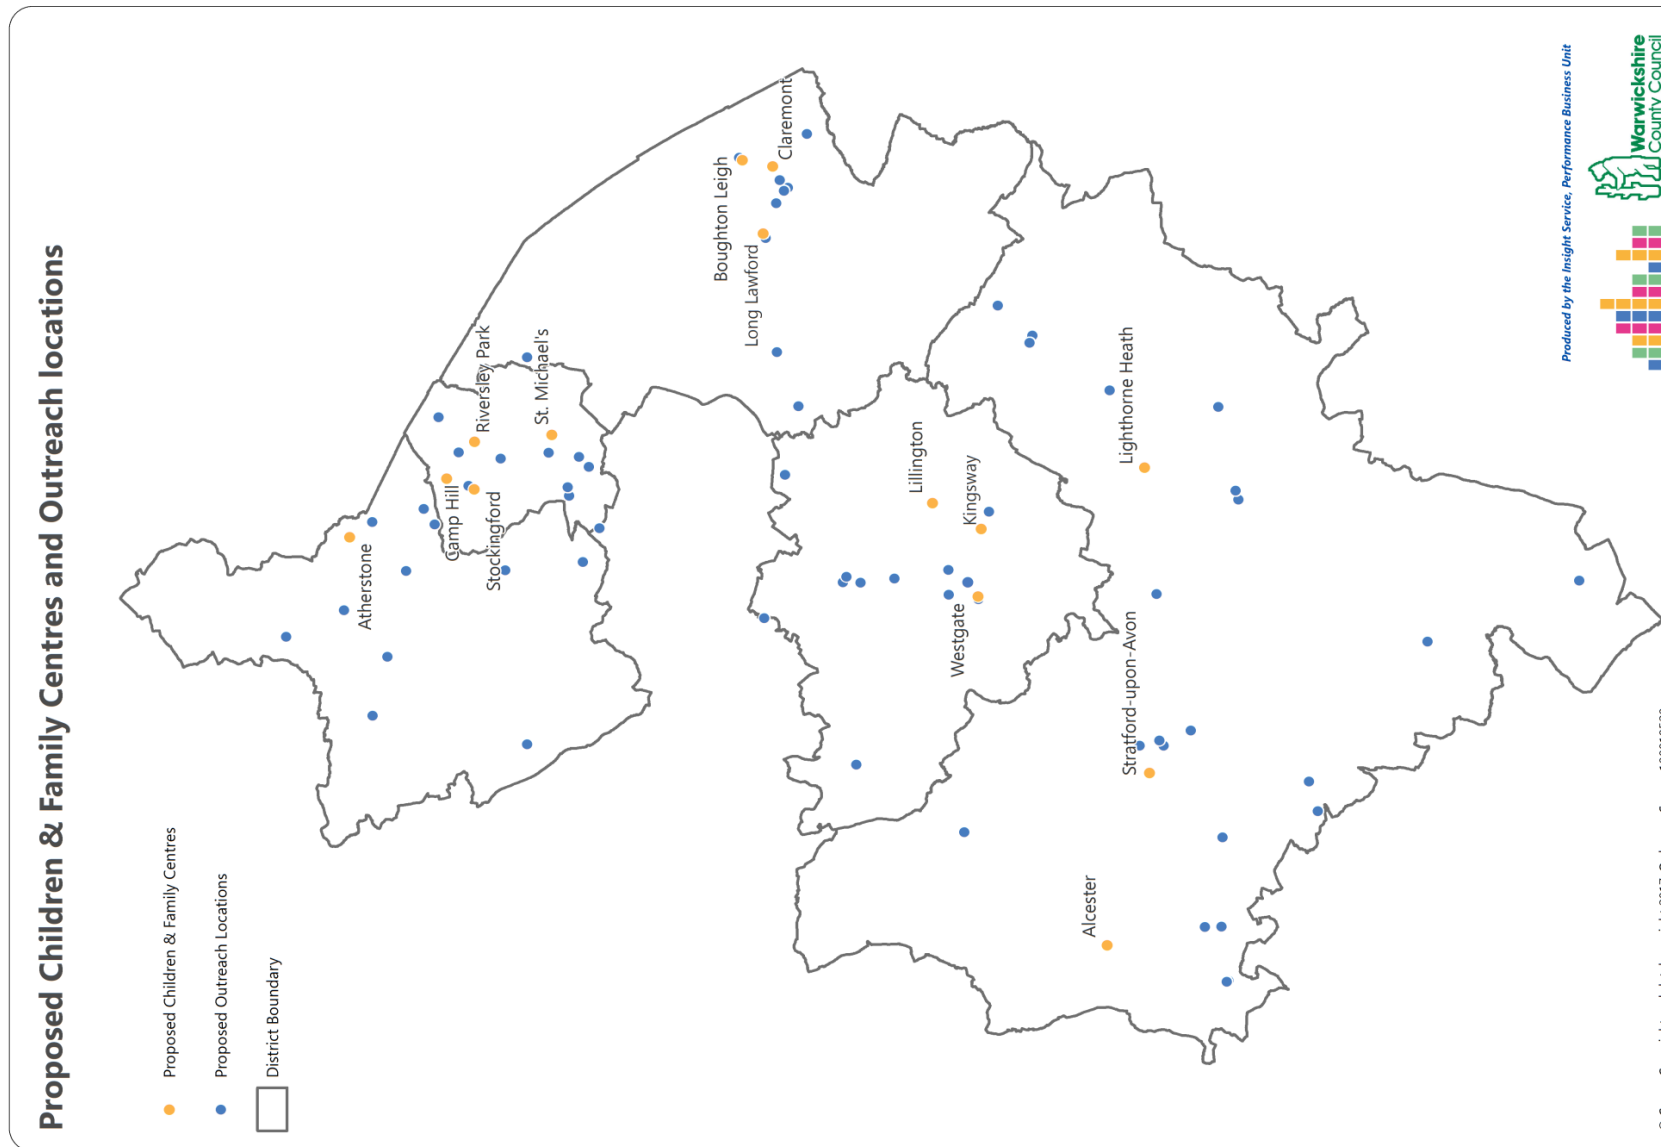 Proposed Children & Family Centres and Outreach locations
Proposed Children & Family Centres
Proposed Outreach Locations
District Boundary
Atherstone
Camp Hill
Stockingford
Riversley Park
St. Michael's
Boughton Leigh
Claremont
Long Lawford
Lillington
Kingsway
Westgate
Lighthorne Heath
Stratford-upon-Avon
Alcester
Produced by the Insight Service, Performance Business Unit
Warwickshire
County Council